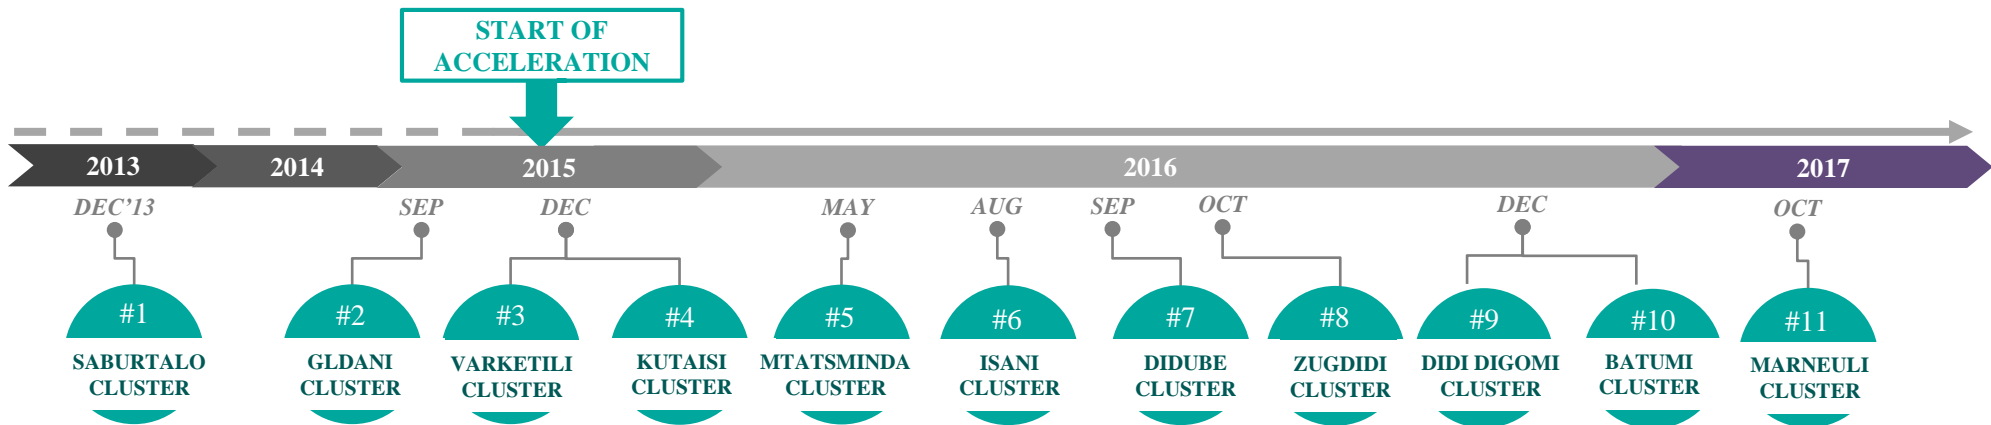 START OF
ACCELERATION
2013
2014
2015
2016
2017
DEC’13
SEP
DEC
MAY
AUG
SEP
OCT
DEC
OCT
#1
SABURTALO
CLUSTER
#2
GLDANI
CLUSTER
#3
VARKETILI
CLUSTER
#4
KUTAISI
CLUSTER
#5
MTATSMINDA
CLUSTER
#6
ISANI
CLUSTER
#7
DIDUBE
CLUSTER
#8
ZUGDIDI
CLUSTER
#9
DIDI DIGOMI
CLUSTER
#10
BATUMI
CLUSTER
#11
MARNEULI
CLUSTER